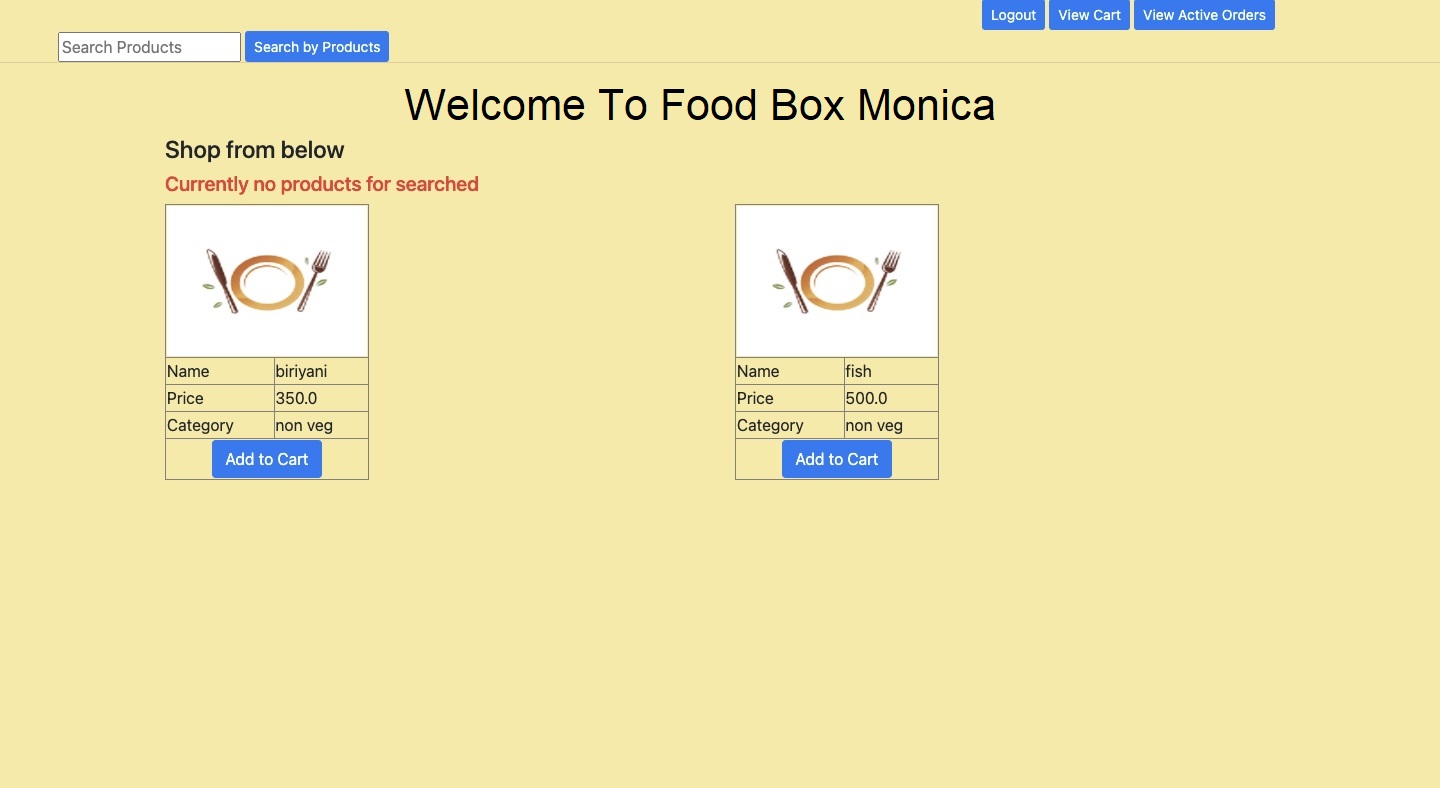 Logout View Cart View Active Orders
Search Products Search by Products
Welcome To Food Box Monica
Shop from below
Currently no products for searched
Name biriyani
Price 350.0
Category non veg
Add to Cart
Name fish
Price 500.0
Category non veg
Add to Cart